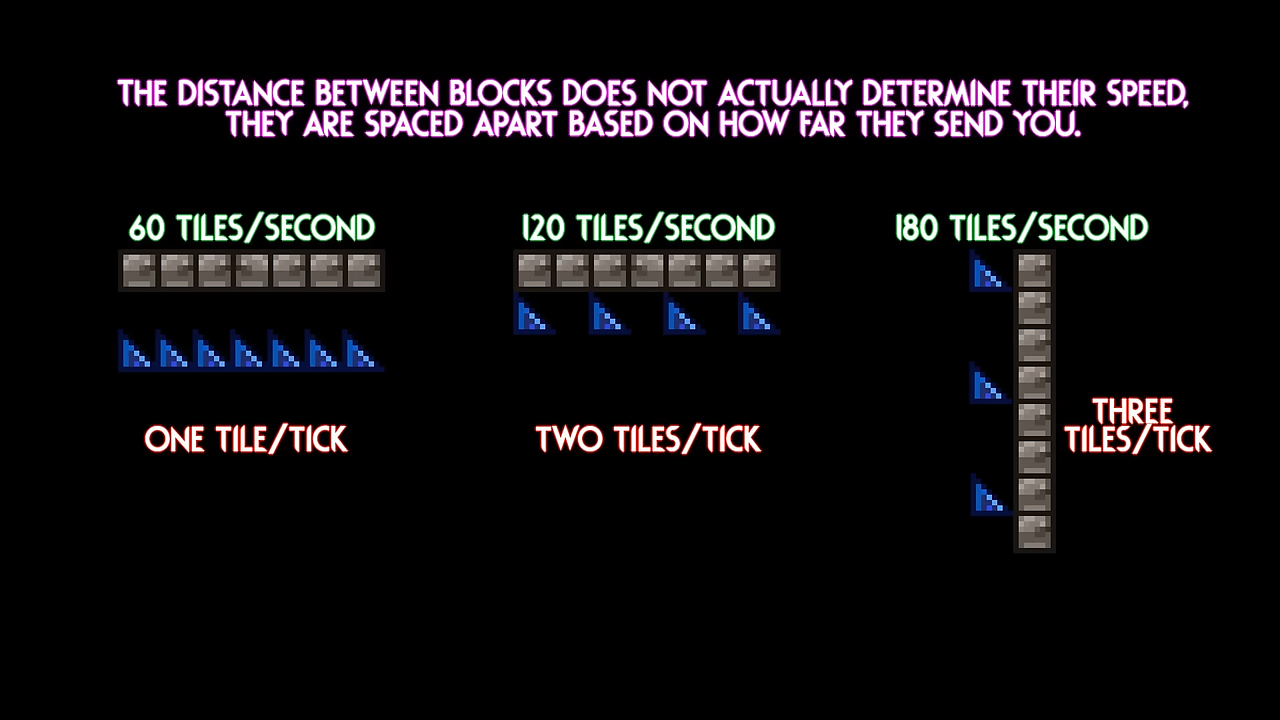 THE DISTANCE BETWEEN BLOCKS DOES NOT ACTUALLY DETERMINE THEIR SPEED,
THEY ARE SPACED APART BASED ON HOW FAR THEY SEND YOU.
60 TILES/SECOND
120 TILES/SECOND
180 TILES/SECOND
ONE TILE/TICK
TWO TILES/TICK
THREE
TILES/TICK